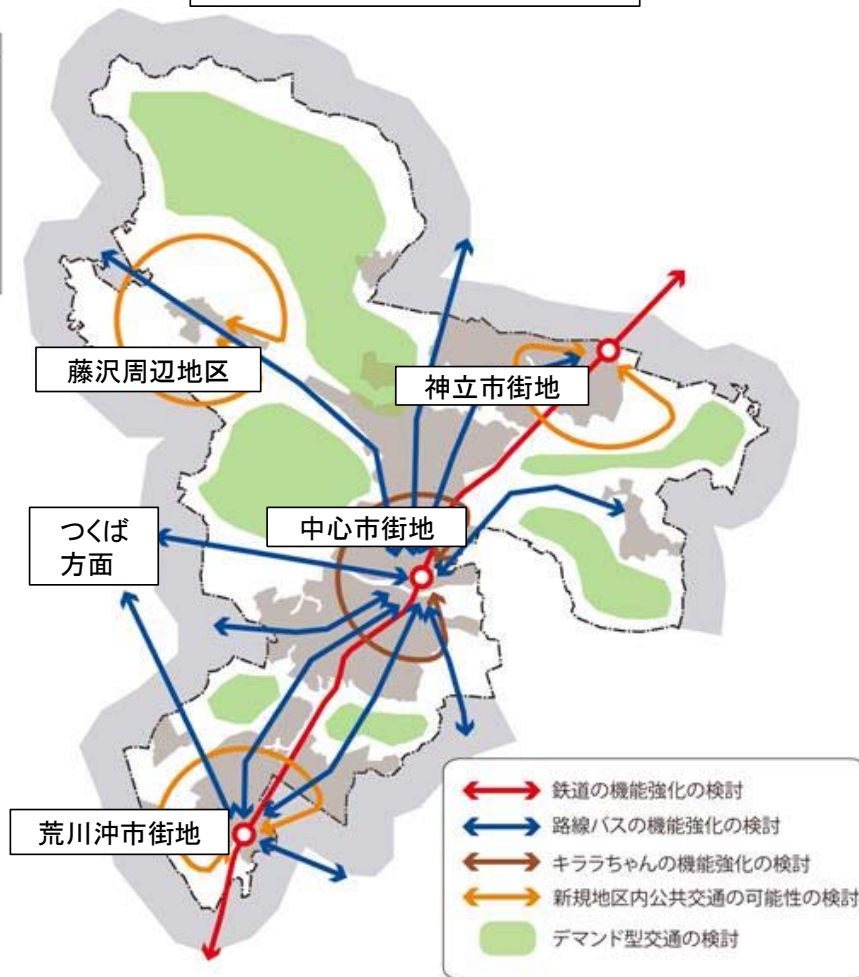 藤沢周辺地区
神立市街地
中心市街地
つくば
方面
荒川沖市街地
鉄道の機能強化の検討
路線バスの機能強化の検討
キララちゃんの機能強化の検討
新規地区内公共交通の可能性の検討
デマンド型交通の検討